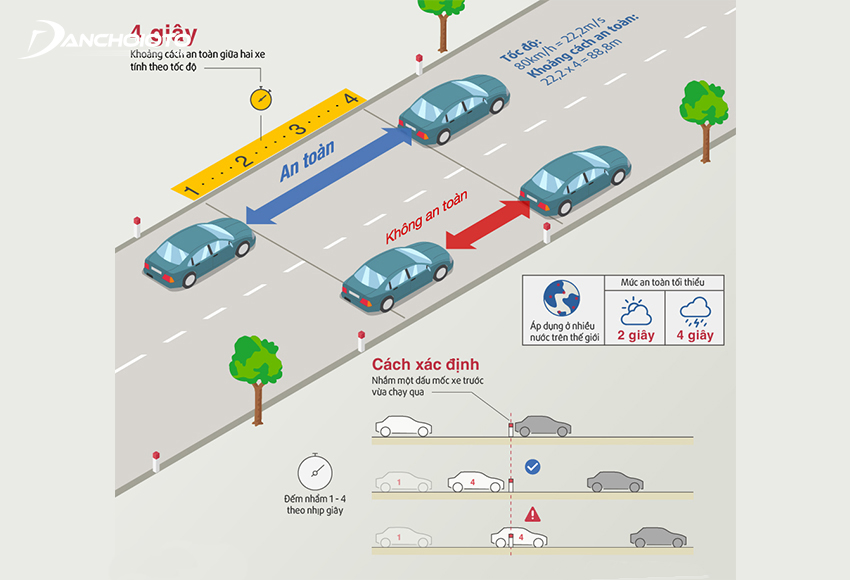 DANCHOIOTO
4 giây
Khoảng cách an toàn giữa hai xe
tính theo tốc độ
Tốc độ:
80km/h = 22,2m/s
Khoảng cách an toàn:
22,2 x 4 = 88,8m
1 2 3 4
An toàn
Không an toàn
Áp dụng ở nhiều
nước trên thế giới
Mức an toàn tối thiểu
2 giây
4 giây
Cách xác định
Nhắm một dấu mốc xe trước
vừa chạy qua
Đếm nhẩm 1 - 4
theo nhịp giây
1 4
1 4